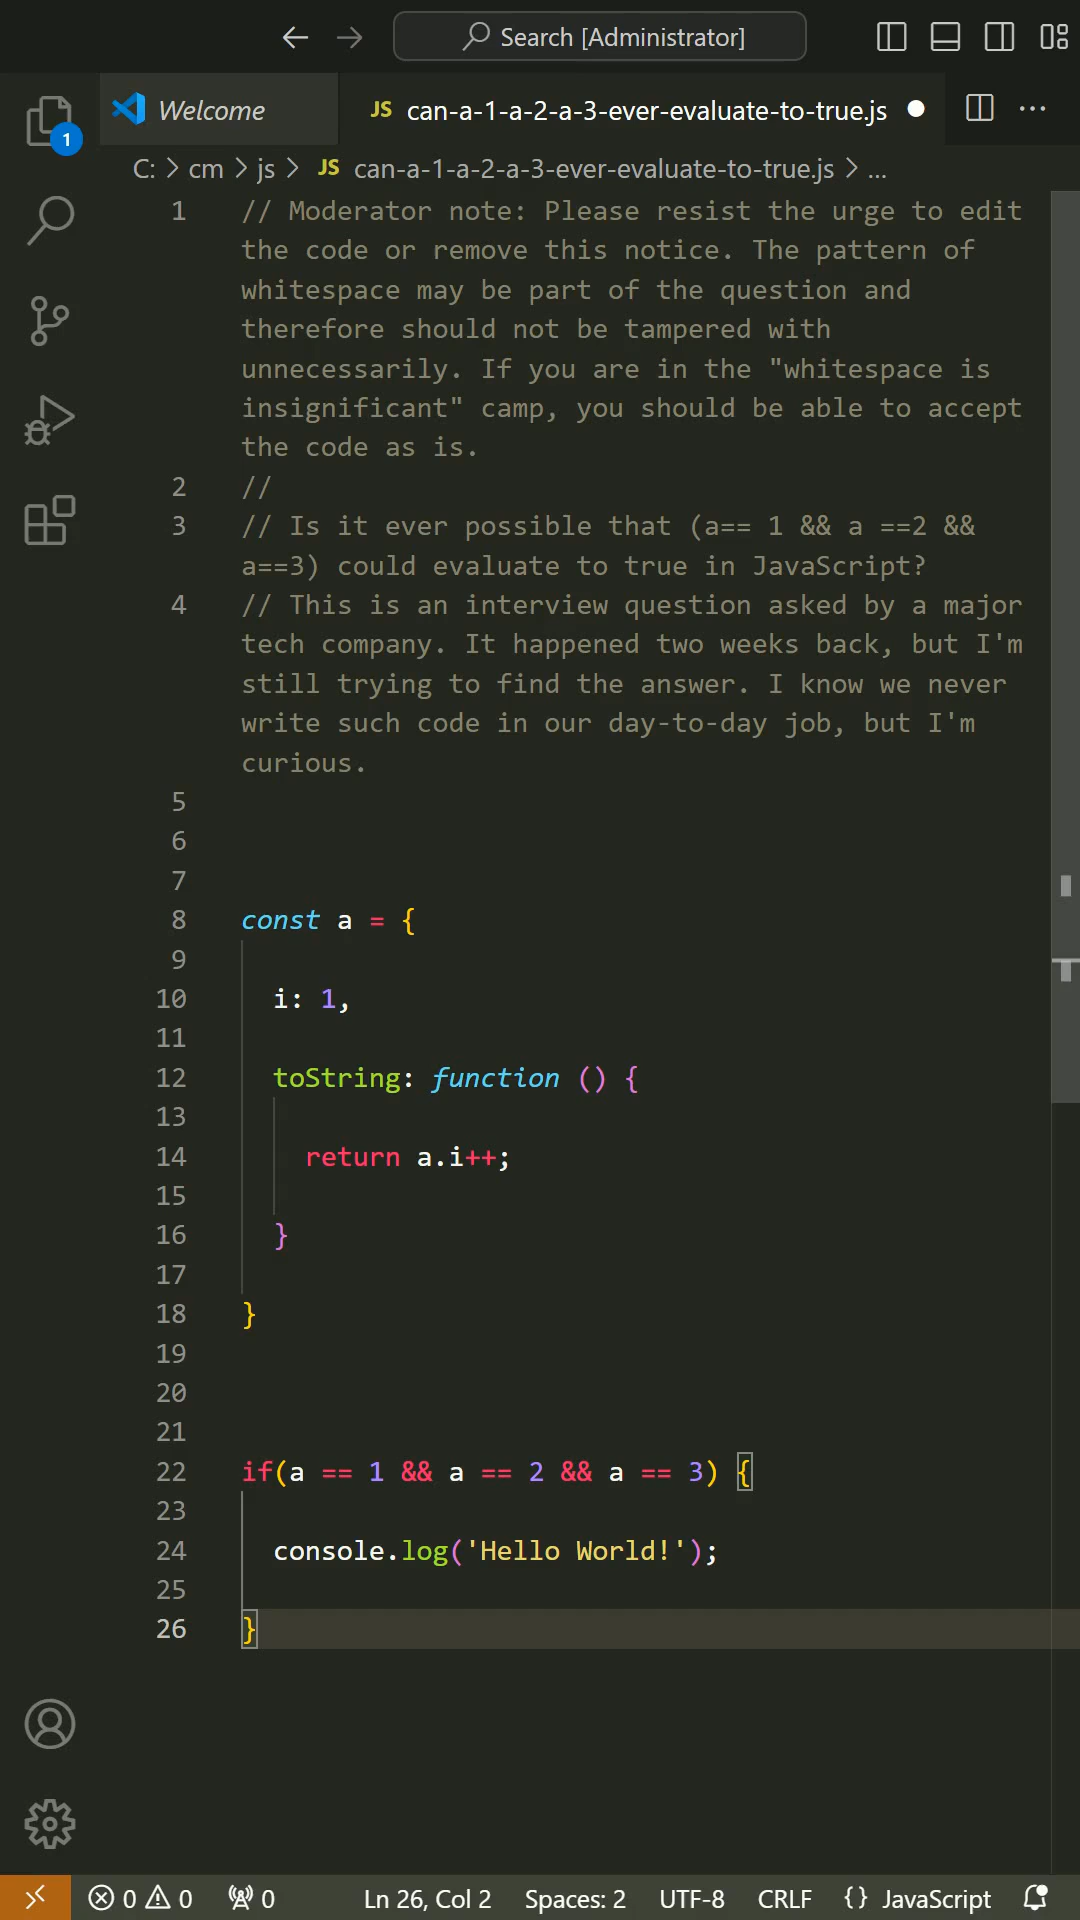 Search [Administrator]
Welcome
JS can-a-1-a-2-a-3-ever-evaluate-to-true.js
1
C: > cm > js > JS can-a-1-a-2-a-3-ever-evaluate-to-true.js > ...
1 // Moderator note: Please resist the urge to edit
the code or remove this notice. The pattern of
whitespace may be part of the question and
therefore should not be tampered with
unnecessarily. If you are in the "whitespace is
insignificant" camp, you should be able to accept
the code as is.
2 //
3 // Is it ever possible that (a== 1 && a ==2 &&
a==3) could evaluate to true in JavaScript?
4 // This is an interview question asked by a major
tech company. It happened two weeks back, but I'm
still trying to find the answer. I know we never
write such code in our day-to-day job, but I'm
curious.
5
6
7
8 const a = {
9
10   i: 1,
11
12   toString: function () {
13
14     return a.i++;
15
16   }
17
18 }
19
20
21
22 if(a == 1 && a == 2 && a == 3) {
23
24   console.log('Hello World!');
25
26 }
0 0 0 Ln 26, Col 2 Spaces: 2 UTF-8 CRLF {} JavaScript